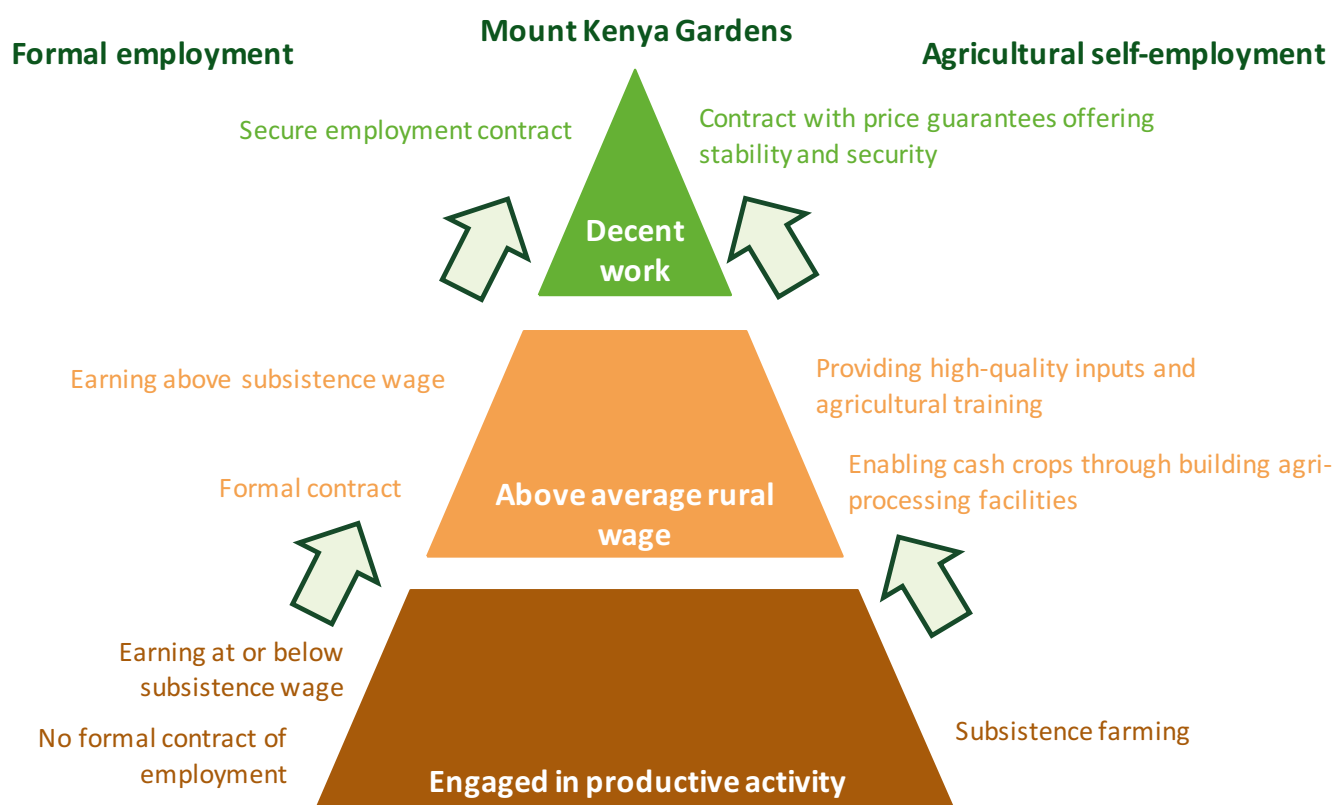 Mount Kenya Gardens
Formal employment
Agricultural self-employment
Secure employment contract
Contract with price guarantees offering
stability and security
Decent
work
Earning above subsistence wage
Providing high-quality inputs and
agricultural training
Formal contract
Enabling cash crops through building agri-
processing facilities
Above average rural
wage
Earning at or below
subsistence wage
No formal contract of
employment
Subsistence farming
Engaged in productive activity